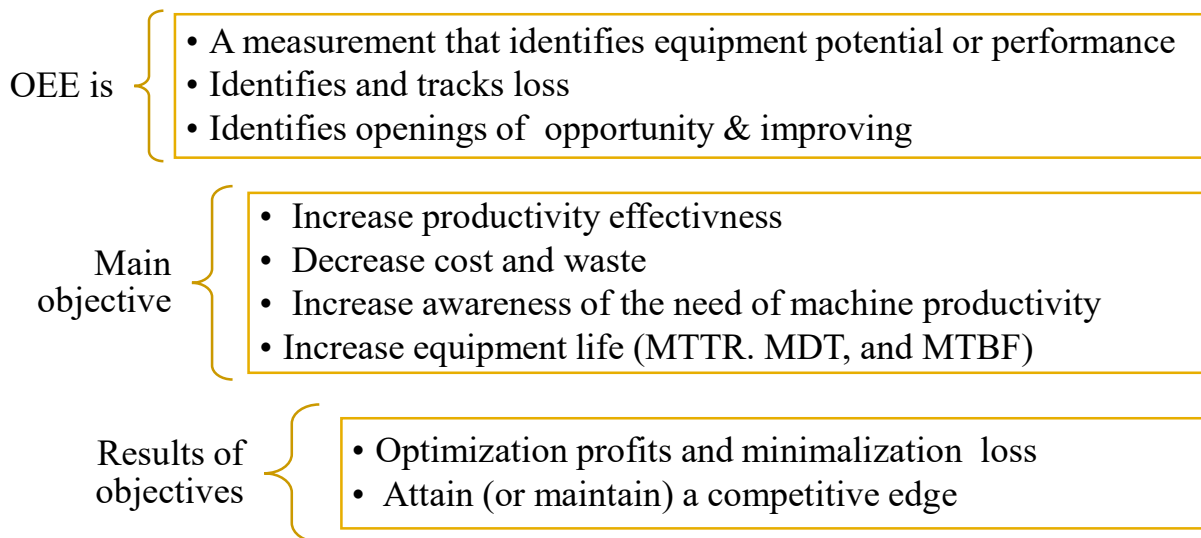 OEE is
• A measurement that identifies equipment potential or performance
• Identifies and tracks loss
• Identifies openings of opportunity & improving
Main
objective
• Increase productivity effectivness
• Decrease cost and waste
• Increase awareness of the need of machine productivity
• Increase equipment life (MTTR. MDT, and MTBF)
Results of
objectives
• Optimization profits and minimalization loss
• Attain (or maintain) a competitive edge